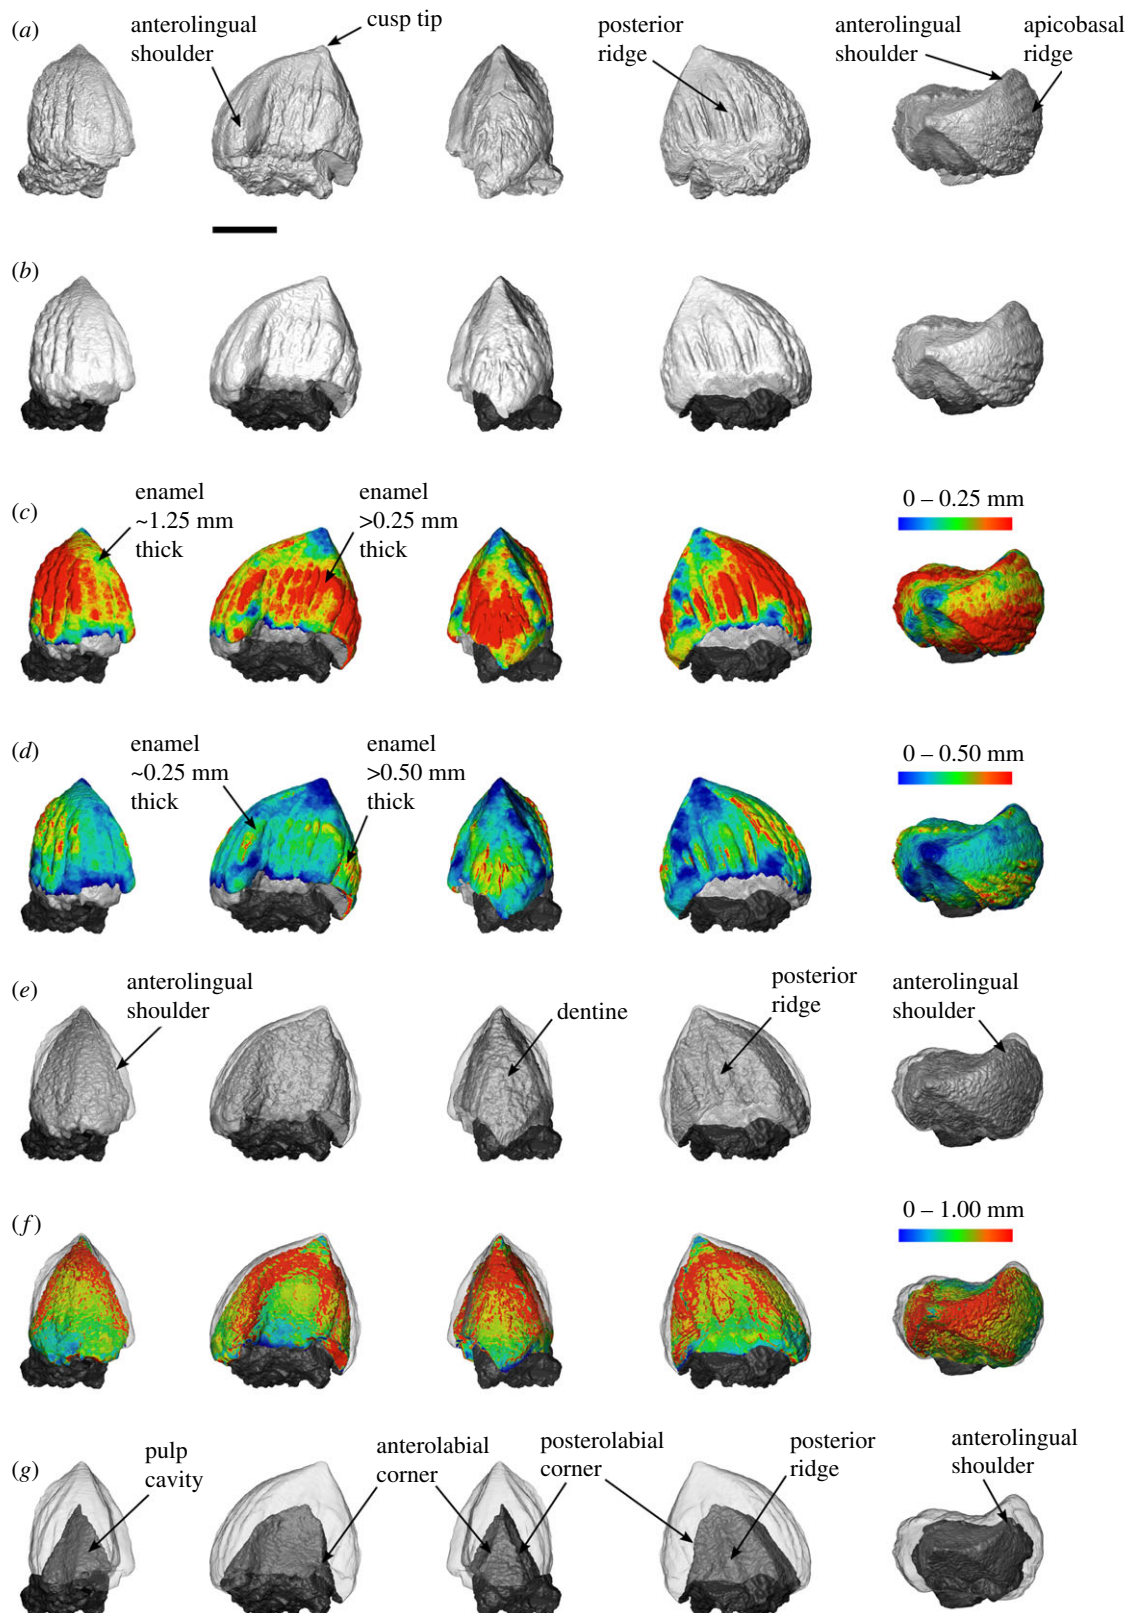 (a)
anterolingual
shoulder
cusp tip
posterior
ridge
anterolingual
shoulder
apicobasal
ridge
(b)
(c)
enamel
~1.25 mm
thick
enamel
>0.25 mm
thick
0 – 0.25 mm
(d)
enamel
~0.25 mm
thick
enamel
>0.50 mm
thick
0 – 0.50 mm
(e)
anterolingual
shoulder
dentine
posterior
ridge
anterolingual
shoulder
(f)
0 – 1.00 mm
(g)
pulp
cavity
anterolabial
corner
posterolabial
corner
posterior
ridge
anterolingual
shoulder